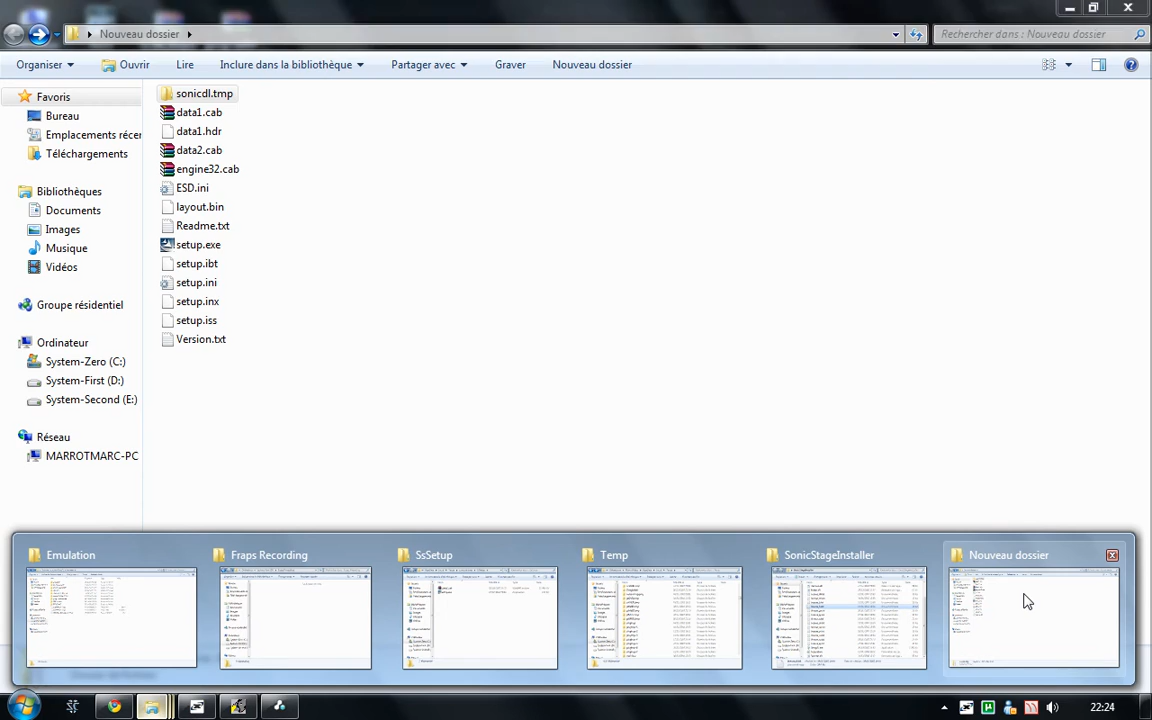 Nouveau dossier
Rechercher dans : Nouveau dossier
Organiser
Ouvrir
Lire
Inclure dans la bibliothèque
Partager avec
Graver
Nouveau dossier
Favoris
Bureau
Emplacements récer
Téléchargements
Bibliothèques
Documents
Images
Musique
Vidéos
Groupe résidentiel
Ordinateur
System-Zero (C:)
System-First (D:)
System-Second (E:)
Réseau
MARROTMARC-PC
sonicdl.tmp
data1.cab
data1.hdr
data2.cab
engine32.cab
ESD.ini
layout.bin
Readme.txt
setup.exe
setup.ibt
setup.ini
setup.inx
setup.iss
Version.txt
Emulation
Fraps Recording
SsSetup
Temp
SonicStageInstaller
Nouveau dossier
22:24